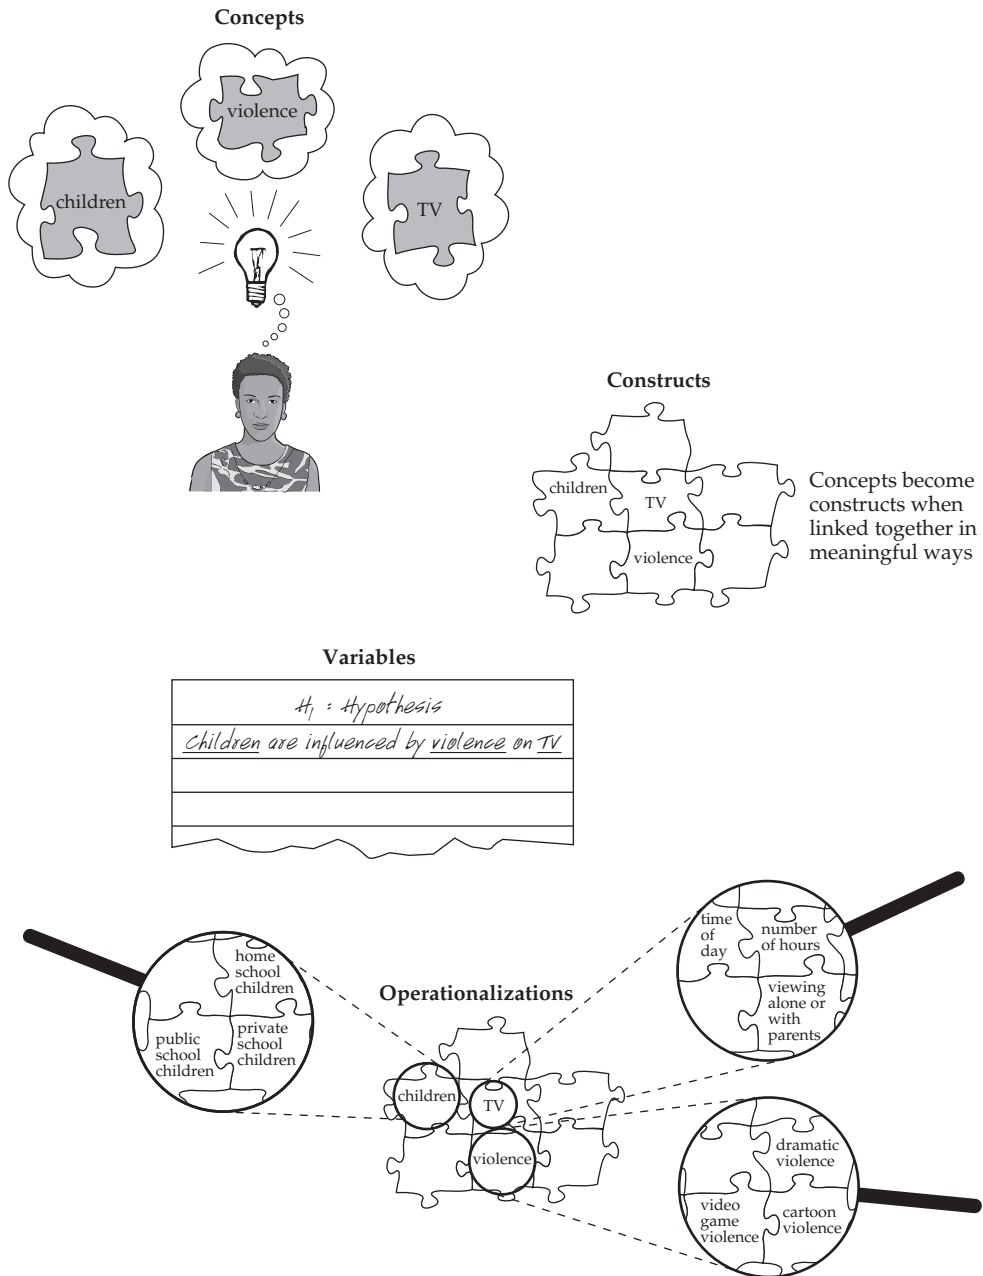 Concepts
violence
children
TV
Constructs
children
TV
violence
Concepts become
constructs when
linked together in
meaningful ways
Variables
H₁ : Hypothesis
Children are influenced by violence on TV
Operationalizations
home
school
children
public
school
children
private
school
children
time
of
day
number
of hours
viewing
alone or
with
parents
children
TV
violence
dramatic
violence
video
game
violence
cartoon
violence